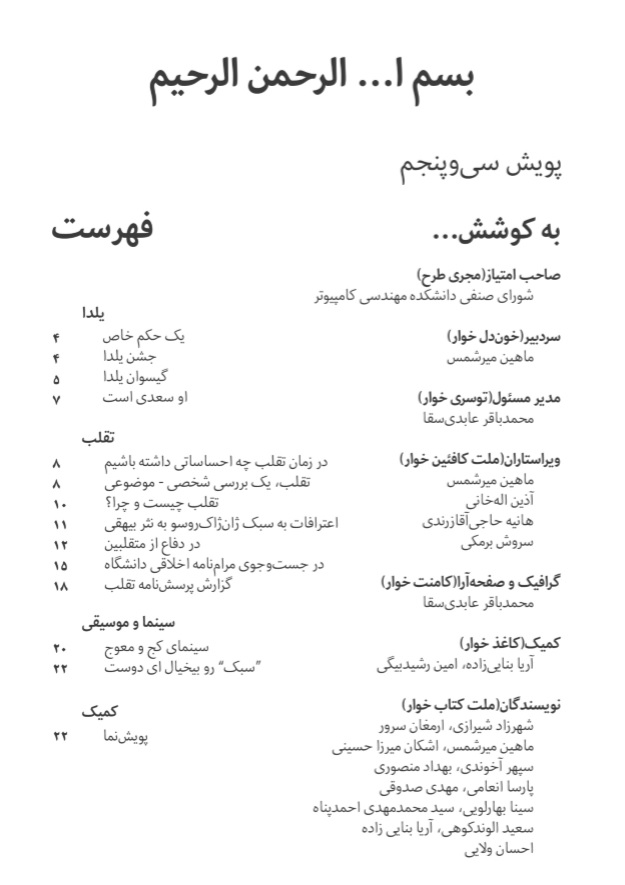 بسم ا... الرحمن الرحیم
پویش سی‌وپنجم
به کوشش...
صاحب امتیاز(مجری طرح)
شورای صنفی دانشکده مهندسی کامپیوتر
سردبیر(خون‌دل خوار)
ماهین میرشمس
مدیر مسئول(توسری خوار)
محمدباقر عابدی‌سقا
ویراستاران(ملت کافئین خوار)
ماهین میرشمس
آذین اله‌خانی
هانیه حاجی‌آقازرندی
سروش برمکی
گرافیک و صفحه‌آرا(کامنت خوار)
محمدباقر عابدی‌سقا
کمیک(کاغذ خوار)
آریا بنایی‌زاده، امین رشیدبیگی
نویسندگان(ملت کتاب خوار)
شهرزاد شیرازی، ارمغان سرور
ماهین میرشمس، اشکان میرزا حسینی
سپهر آخوندی، بهداد منصوری
پارسا انعامی، مهدی صدوقی
سینا بهارلویی، سید محمدمهدی احمدپناه
سعید الوندکوهی، آریا بنایی زاده
احسان ولایی
فهرست
یلدا
یک حکم خاص ۴
جشن یلدا ۴
گیسوان یلدا ۵
او سعدی است ۷
تقلب
در زمان تقلب چه احساساتی داشته باشیم ۸
تقلب، یک بررسی شخصی - موضوعی ۸
تقلب چیست و چرا؟ ۱۰
اعترافات به سبک ژان‌ژاک‌روسو به نثر بیهقی ۱۱
در دفاع از متقلبین ۱۲
در جست‌وجوی مرام‌نامه اخلاقی دانشگاه ۱۵
گزارش پرسش‌نامه تقلب ۱۸
سینما و موسیقی
سینمای کج و معوج ۲۰
”سبک“ رو بیخیال ای دوست ۲۲
کمیک
پویش‌نما ۲۲